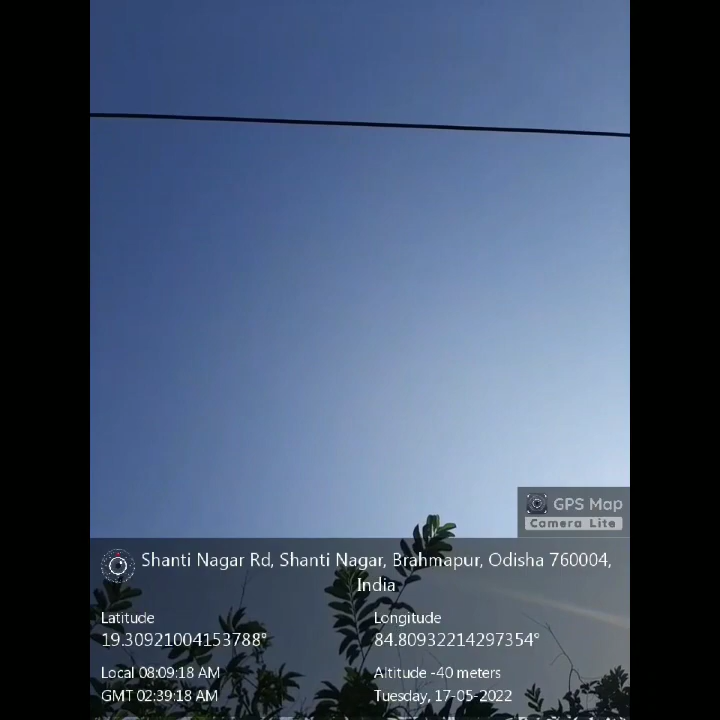 GPS Map
Camera Lite
Shanti Nagar Rd, Shanti Nagar, Brahmapur, Odisha 760004,
India
Latitude
19.30921004153788°
Longitude
84.80932214297354°
Local 08:09:18 AM
GMT 02:39:18 AM
Altitude -40 meters
Tuesday, 17-05-2022